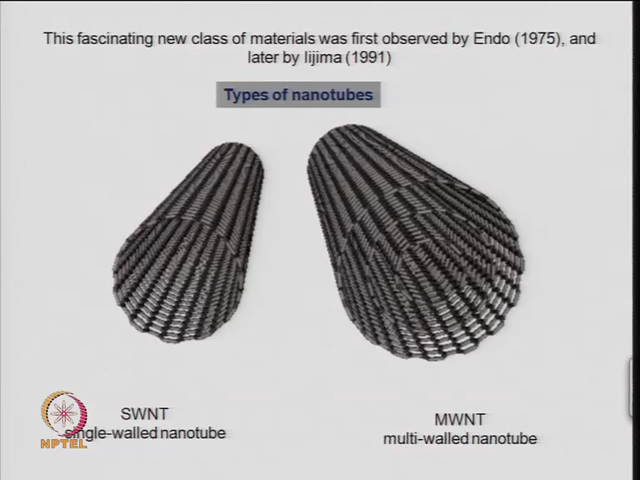 This fascinating new class of materials was first observed by Endo (1975), and
later by Iijima (1991)
Types of nanotubes
SWNT
single-walled nanotube
MWNT
multi-walled nanotube
NPTEL